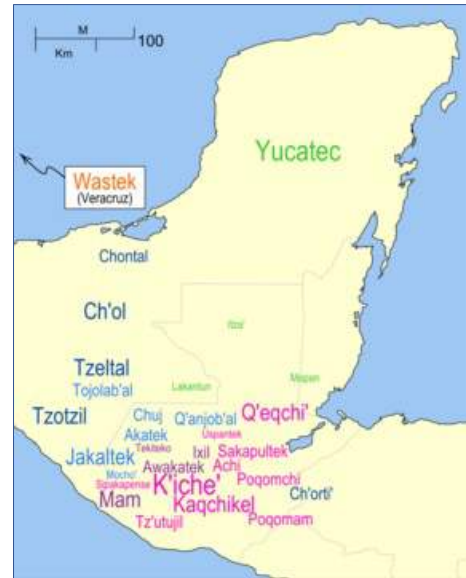 M
100
Km
Yucatec
Wastek
(Veracruz)
Chontal
Ch'ol
Itza'
Tzeltal
Tojolab'al
Lakantun
Mopan
Tzotzil
Chuj
Q'anjob'al
Q'eqchi'
Akatek
Uspantek
Tekiteko
Ixil
Sakapultek
Jakaltek
Awakatek
Achi
Mocho'
Sipakapense
K'iche'
Poqomchi
Mam
Kaqchikel
Ch'orti'
Tz'utujil
Poqomam